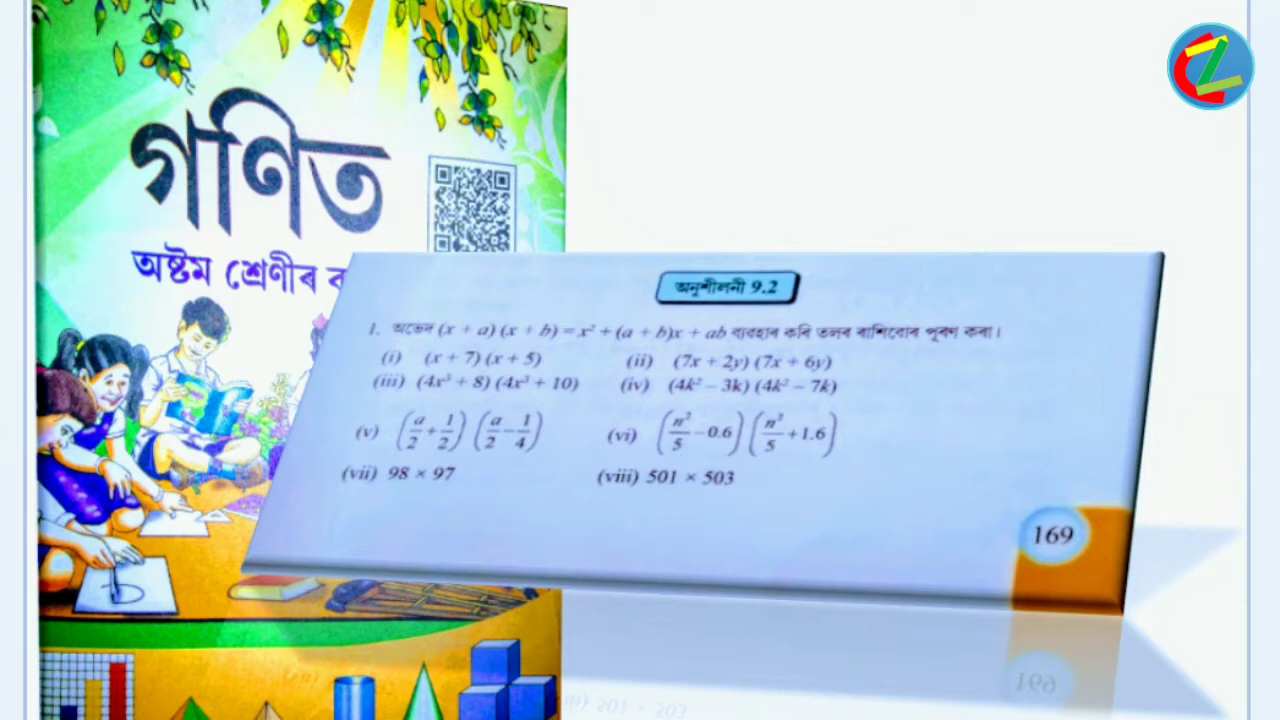 গণিত
অষ্টম শ্ৰেণীৰ
অনুশীলনী 9.2
1. অভেদ (x + a) (x + b) = x² + (a + b)x + ab ব্যৱহাৰ কৰি তলৰ ৰাশিবোৰ পূৰণ কৰা।
(i) (x + 7) (x + 5) (ii) (7x + 2y) (7x + 6y)
(iii) (4x³ + 8) (4x³ + 10) (iv) (4k² – 3k) (4k² – 7k)
(v) (a/2 + 1/2) (a/2 – 1/4) (vi) (n²/5 – 0.6) (n²/5 + 1.6)
(vii) 98 × 97 (viii) 501 × 503
169